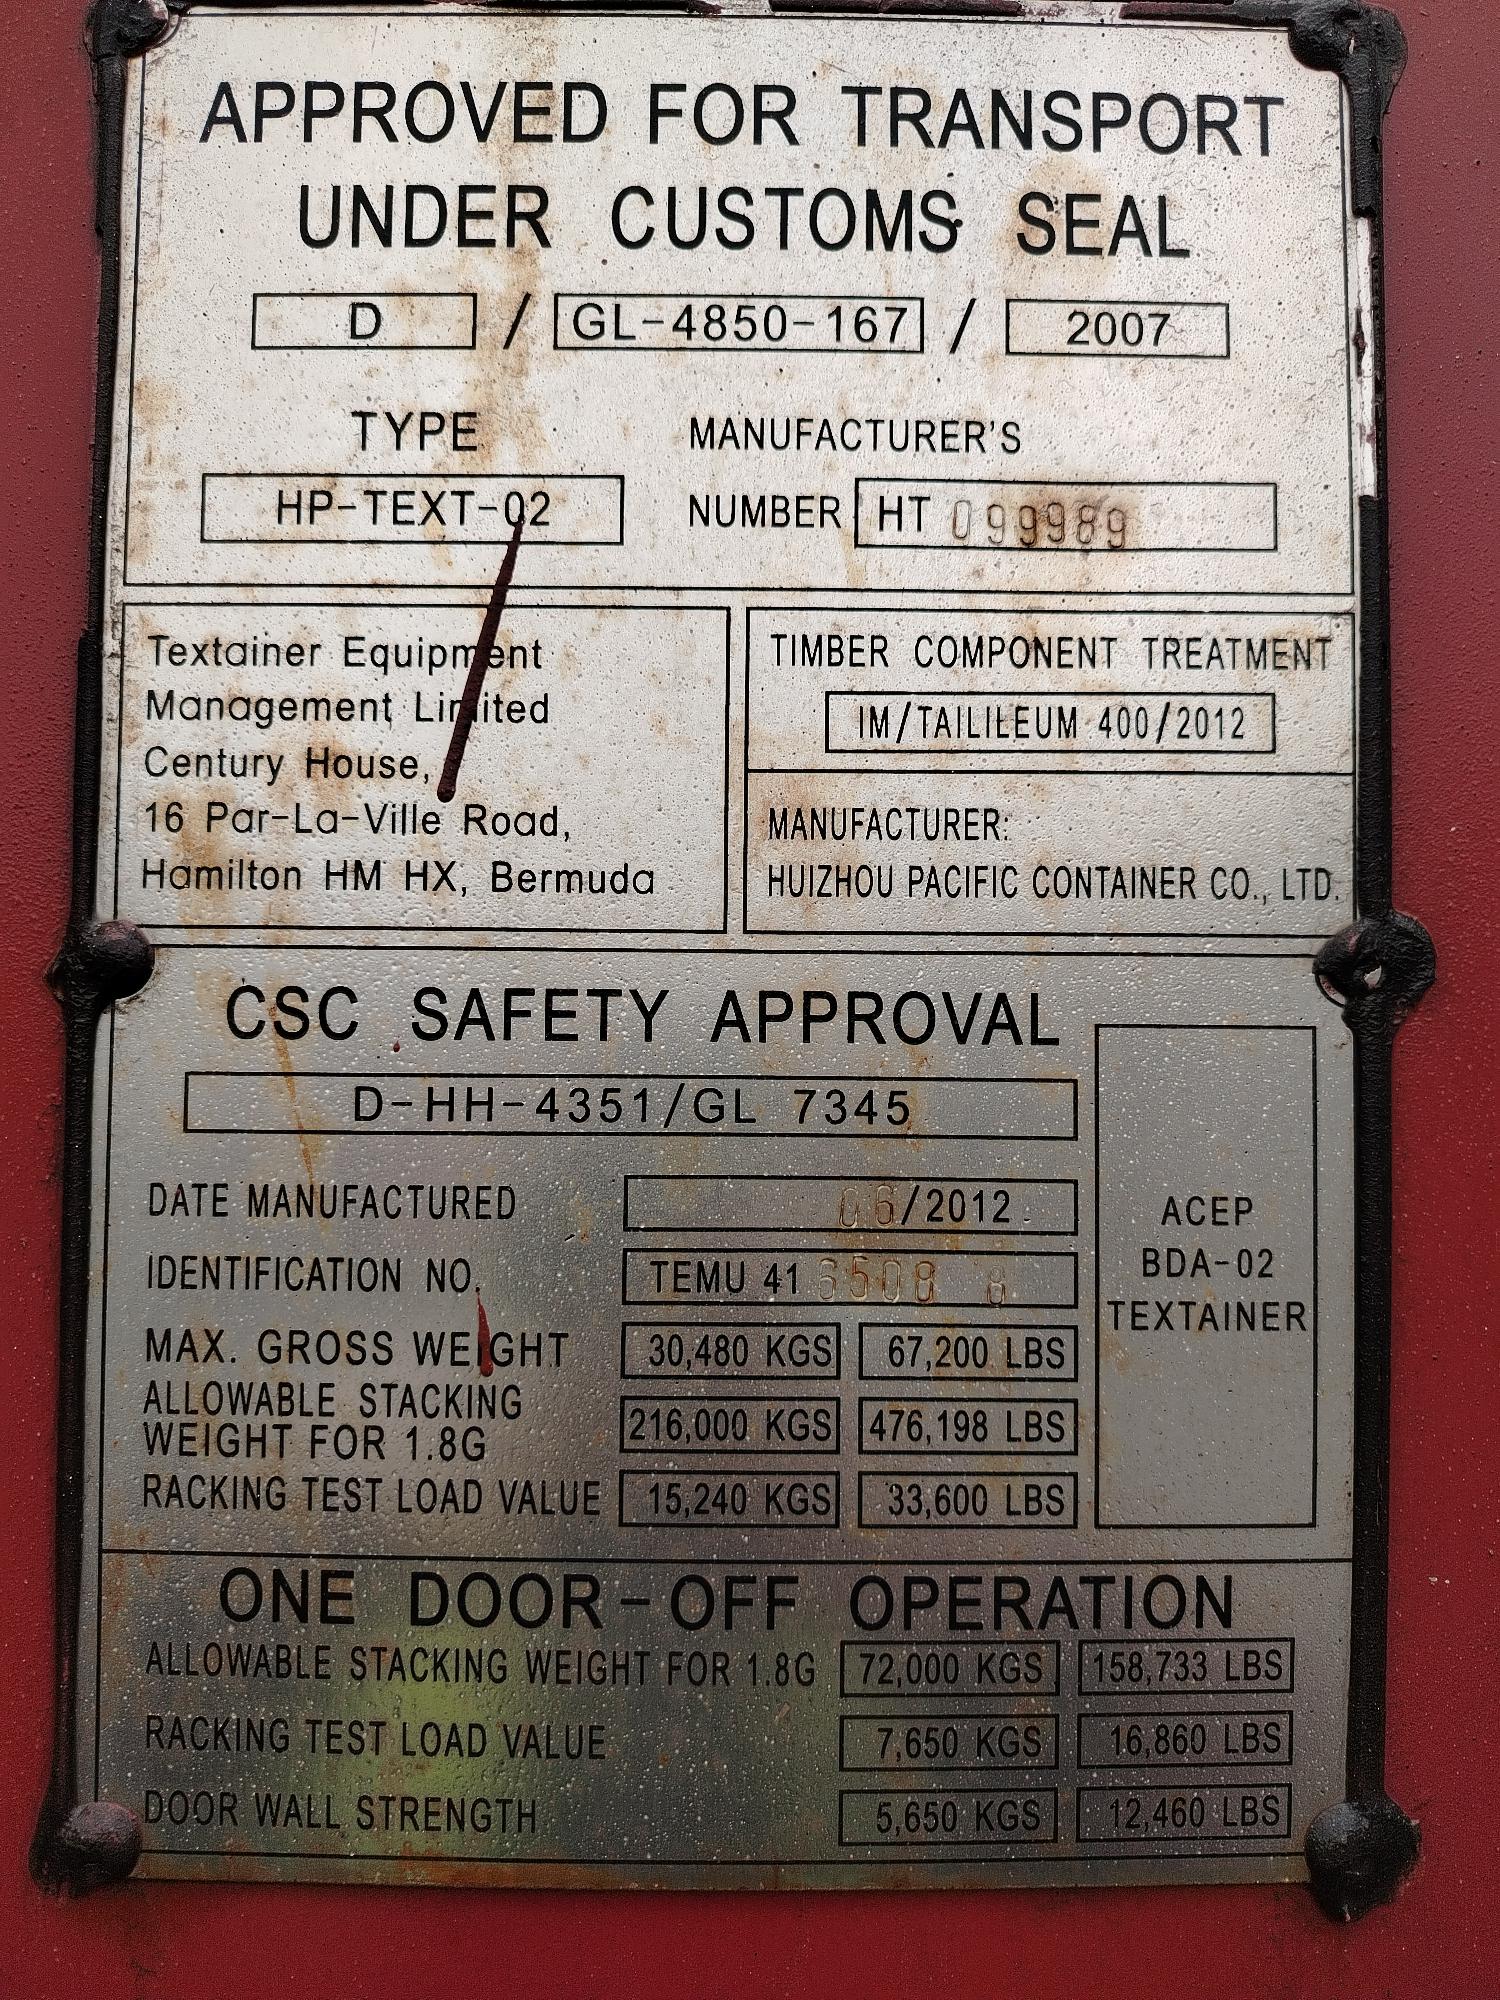 APPROVED FOR TRANSPORT
UNDER CUSTOMS SEAL
D / GL-4850-167 / 2007
TYPE
HP-TEXT-02
MANUFACTURER'S
NUMBER HT 099989
Textainer Equipment
Management Limited
Century House,
16 Par-La-Ville Road,
Hamilton HM HX, Bermuda
TIMBER COMPONENT TREATMENT
IM/TAILILEUM 400/2012
MANUFACTURER:
HUIZHOU PACIFIC CONTAINER CO., LTD.
CSC SAFETY APPROVAL
D-HH-4351/GL 7345
DATE MANUFACTURED 06/2012
IDENTIFICATION NO. TEMU 416508 8
MAX. GROSS WEIGHT 30,480 KGS 67,200 LBS
ALLOWABLE STACKING
WEIGHT FOR 1.8G 216,000 KGS 476,198 LBS
RACKING TEST LOAD VALUE 15,240 KGS 33,600 LBS
ACEP
BDA-02
TEXTAINER
ONE DOOR-OFF OPERATION
ALLOWABLE STACKING WEIGHT FOR 1.8G 72,000 KGS 158,733 LBS
RACKING TEST LOAD VALUE 7,650 KGS 16,860 LBS
DOOR WALL STRENGTH 5,650 KGS 12,460 LBS